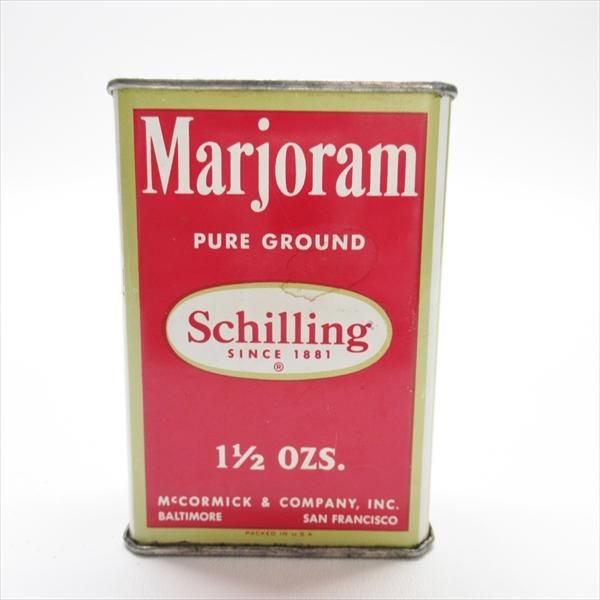 Marjoram
PURE GROUND
Schilling
SINCE 1881
®
1½ OZS.
McCORMICK & COMPANY, INC.
BALTIMORE SAN FRANCISCO
PACKED IN U.S.A